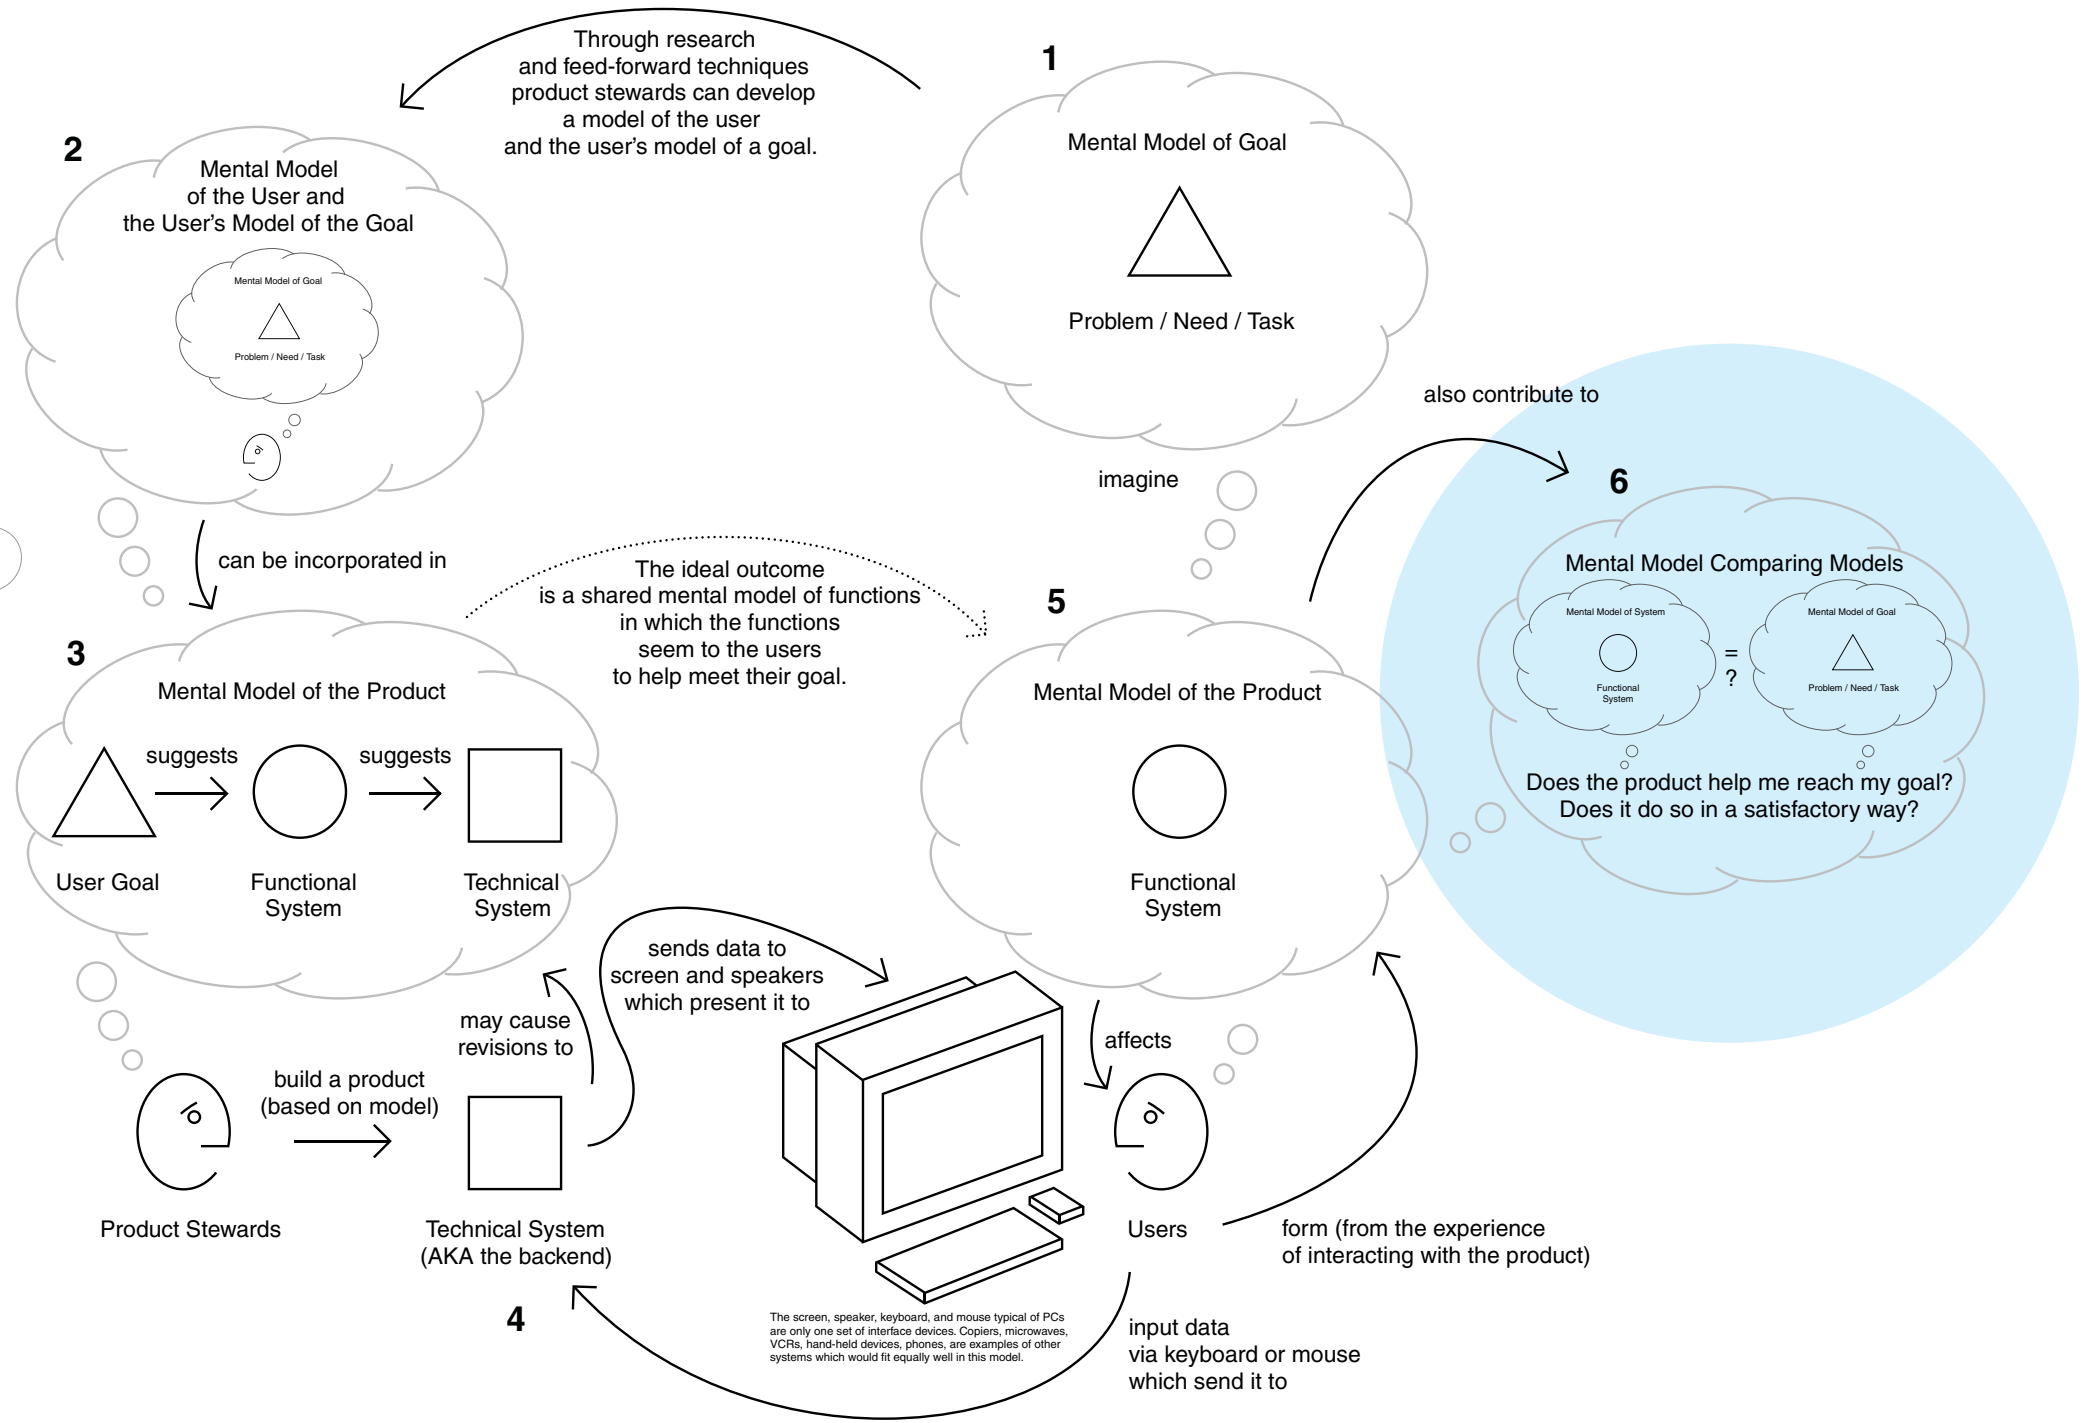 Through research
and feed-forward techniques
product stewards can develop
a model of the user
and the user's model of a goal.
1
Mental Model of Goal
Problem / Need / Task
imagine
2
Mental Model
of the User and
the User's Model of the Goal
Mental Model of Goal
Problem / Need / Task
can be incorporated in
3
Mental Model of the Product
suggests
suggests
User Goal
Functional
System
Technical
System
The ideal outcome
is a shared mental model of functions
in which the functions
seem to the users
to help meet their goal.
5
Mental Model of the Product
Functional
System
also contribute to
6
Mental Model Comparing Models
Mental Model of System
Functional
System
=
?
Mental Model of Goal
Problem / Need / Task
Does the product help me reach my goal?
Does it do so in a satisfactory way?
sends data to
screen and speakers
which present it to
may cause
revisions to
affects
build a product
(based on model)
Product Stewards
Technical System
(AKA the backend)
4
Users
form (from the experience
of interacting with the product)
The screen, speaker, keyboard, and mouse typical of PCs
are only one set of interface devices. Copiers, microwaves,
VCRs, hand-held devices, phones, are examples of other
systems which would fit equally well in this model.
input data
via keyboard or mouse
which send it to